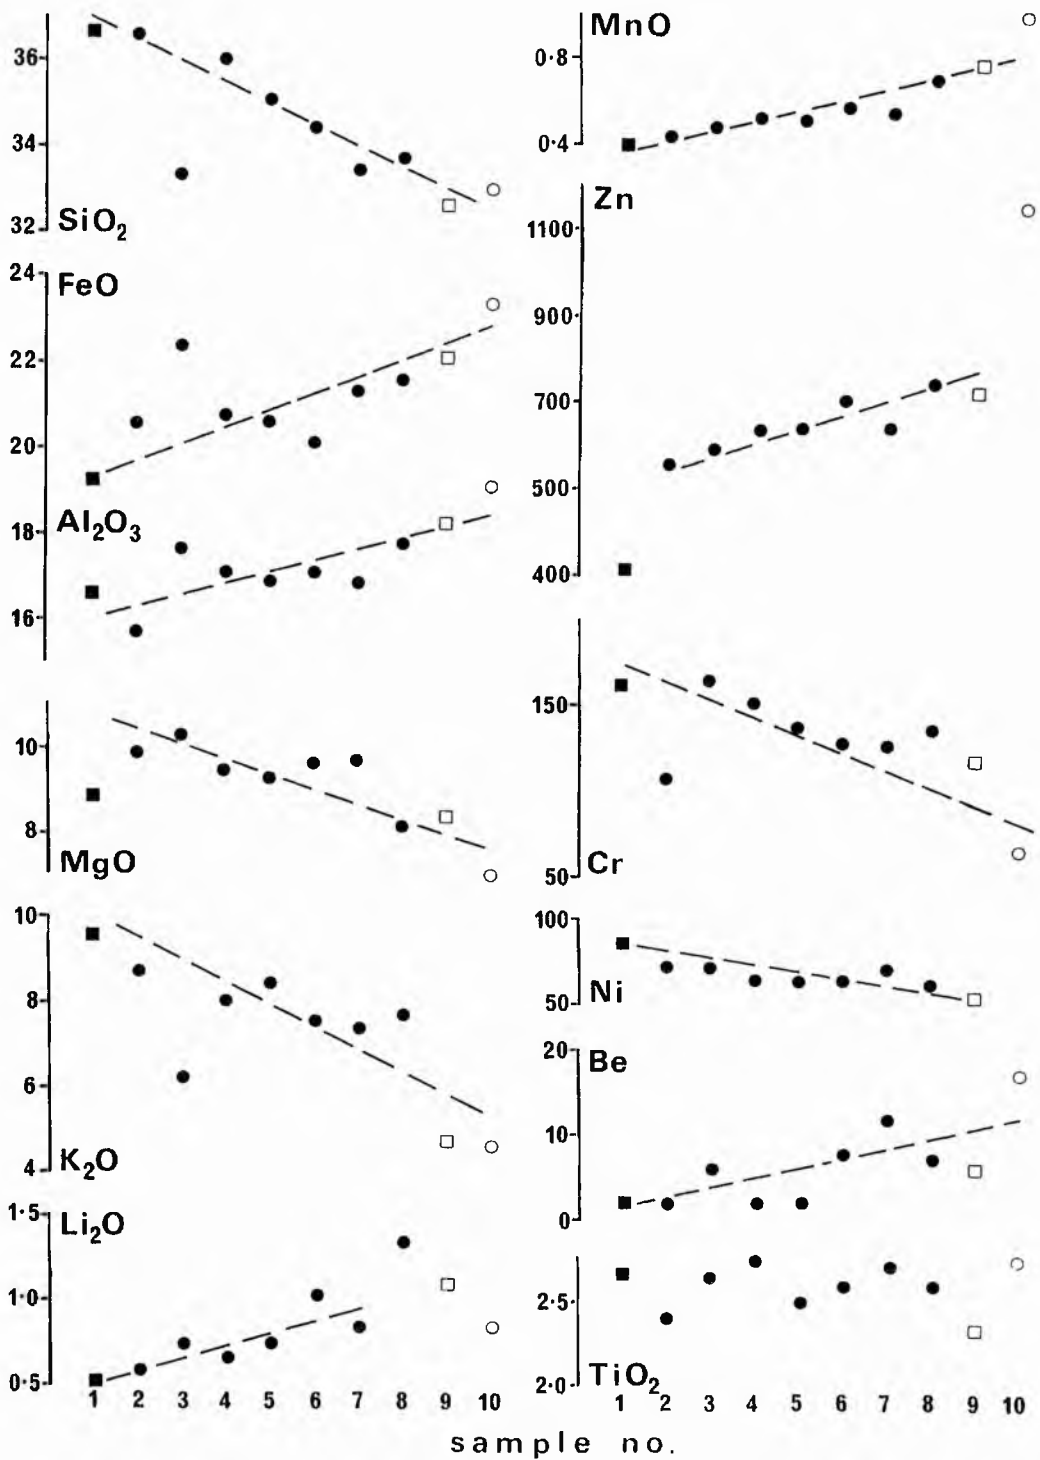 36
34
32
SiO₂
24
22
20
FeO
18
16
Al₂O₃
10
8
MgO
10
8
6
4
K₂O
1·5
1·0
0·5
Li₂O
1 2 3 4 5 6 7 8 9 10
MnO
0·8
0·4
Zn
1100
900
700
500
400
150
50
Cr
100
50
Ni
20
10
0
Be
2·5
2·0
TiO₂
1 2 3 4 5 6 7 8 9 10
sample no.